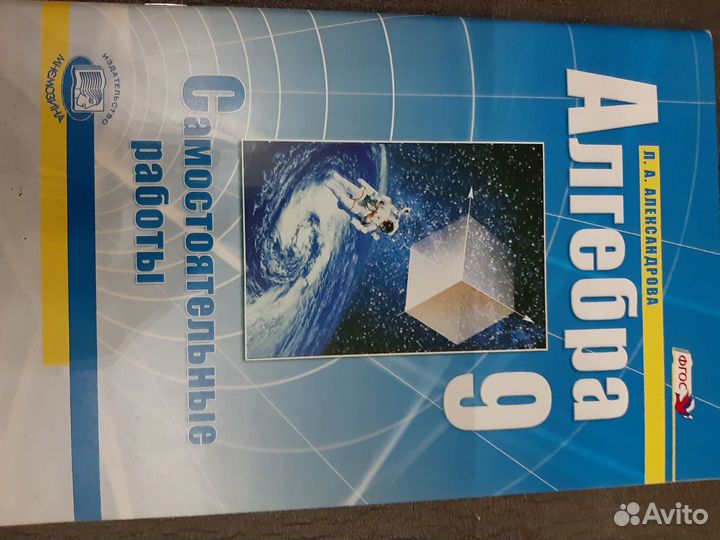 Л. А. АЛЕКСАНДРОВА
ФГОС
Алгебра
9
Самостоятельные
работы
ИЗДАТЕЛЬСТВО
МНЕМОЗИНА
Avito